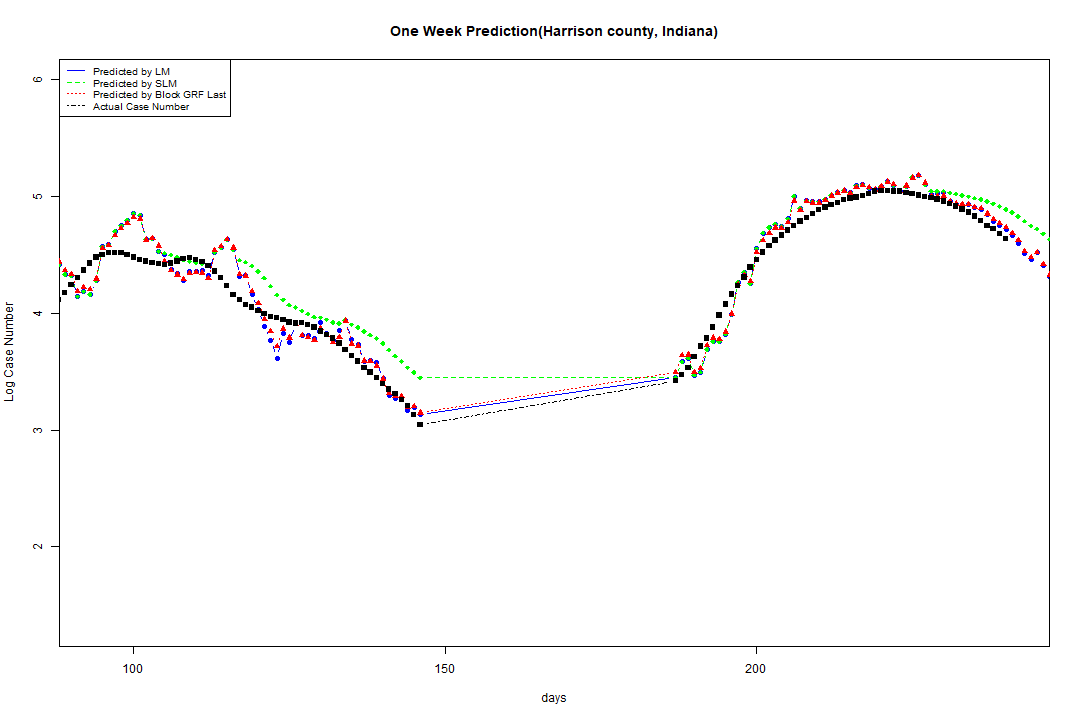 One Week Prediction(Harrison county, Indiana)
Predicted by LM
Predicted by SLM
Predicted by Block GRF Last
Actual Case Number
6
5
4
3
2
Log Case Number
100
150
200
days